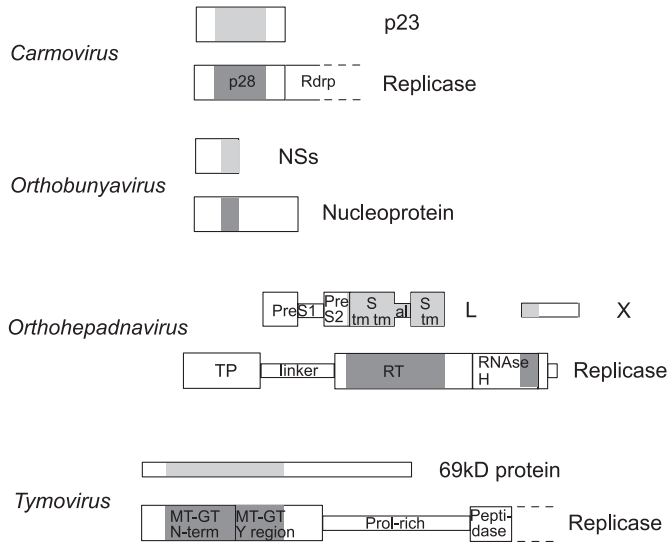 p23
Carmovirus
p28 Rdrp Replicase
NSs
Orthobunyavirus
Nucleoprotein
PreS1 Pre S al S L X
S2 tm tm tm
Orthohepadnavirus
TP linker RT RNAse Replicase
H
69kD protein
Tymovirus
MT-GT MT-GT Prol-rich Pepti- Replicase
N-term Y region dase